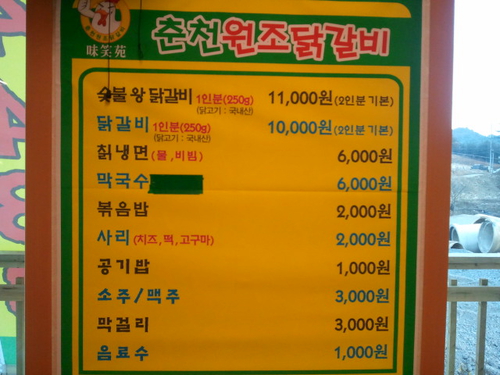 味笑苑
춘천원조닭갈비
숯불왕닭갈비 1인분(250g) 11,000원(2인분 기본)
(닭고기 : 국내산)
닭갈비 1인분(250g) 10,000원(2인분 기본)
(닭고기 : 국내산)
칡냉면(물,비빔) 6,000원
막국수 6,000원
볶음밥 2,000원
사리(치즈,떡,고구마) 2,000원
공기밥 1,000원
소주/맥주 3,000원
막걸리 3,000원
음료수 1,000원